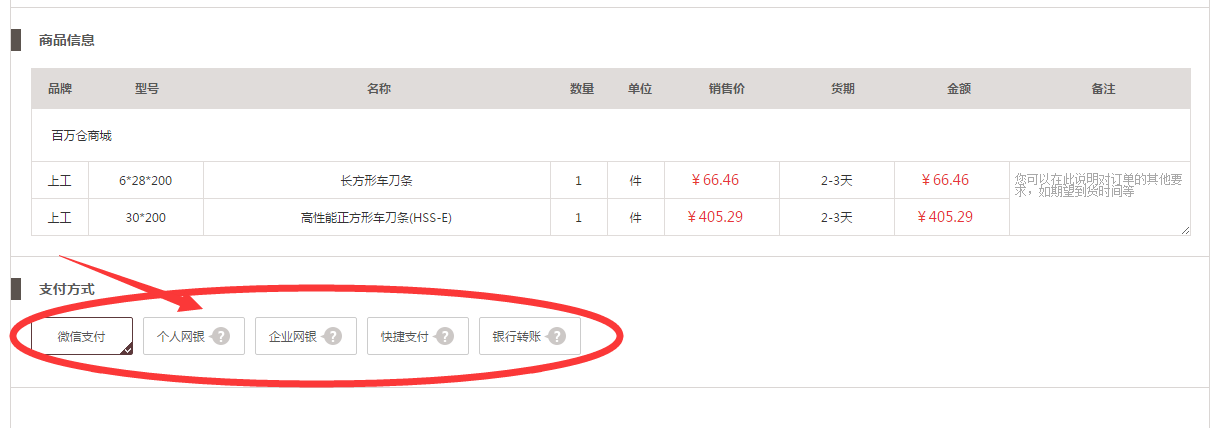 商品信息
品牌 型号 名称 数量 单位 销售价 货期 金额 备注
百万仓商城
上工 6*28*200 长方形车刀条 1 件 ¥66.46 2-3天 ¥66.46 您可以在此说明对订单的其他要
求，如期望到货时间等
上工 30*200 高性能正方形车刀条(HSS-E) 1 件 ¥405.29 2-3天 ¥405.29
支付方式
微信支付 个人网银 ? 企业网银 ? 快捷支付 ? 银行转账 ?